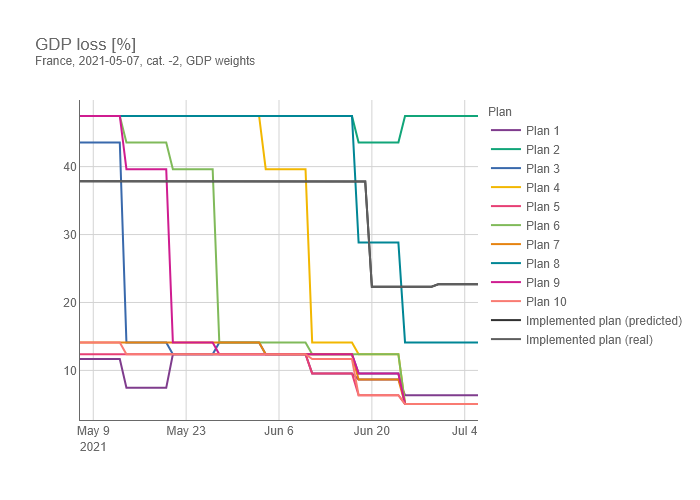 GDP loss [%]
France, 2021-05-07, cat. -2, GDP weights
Plan
Plan 1
Plan 2
Plan 3
Plan 4
Plan 5
Plan 6
Plan 7
Plan 8
Plan 9
Plan 10
Implemented plan (predicted)
Implemented plan (real)
40
30
20
10
May 9 May 23 Jun 6 Jun 20 Jul 4
2021